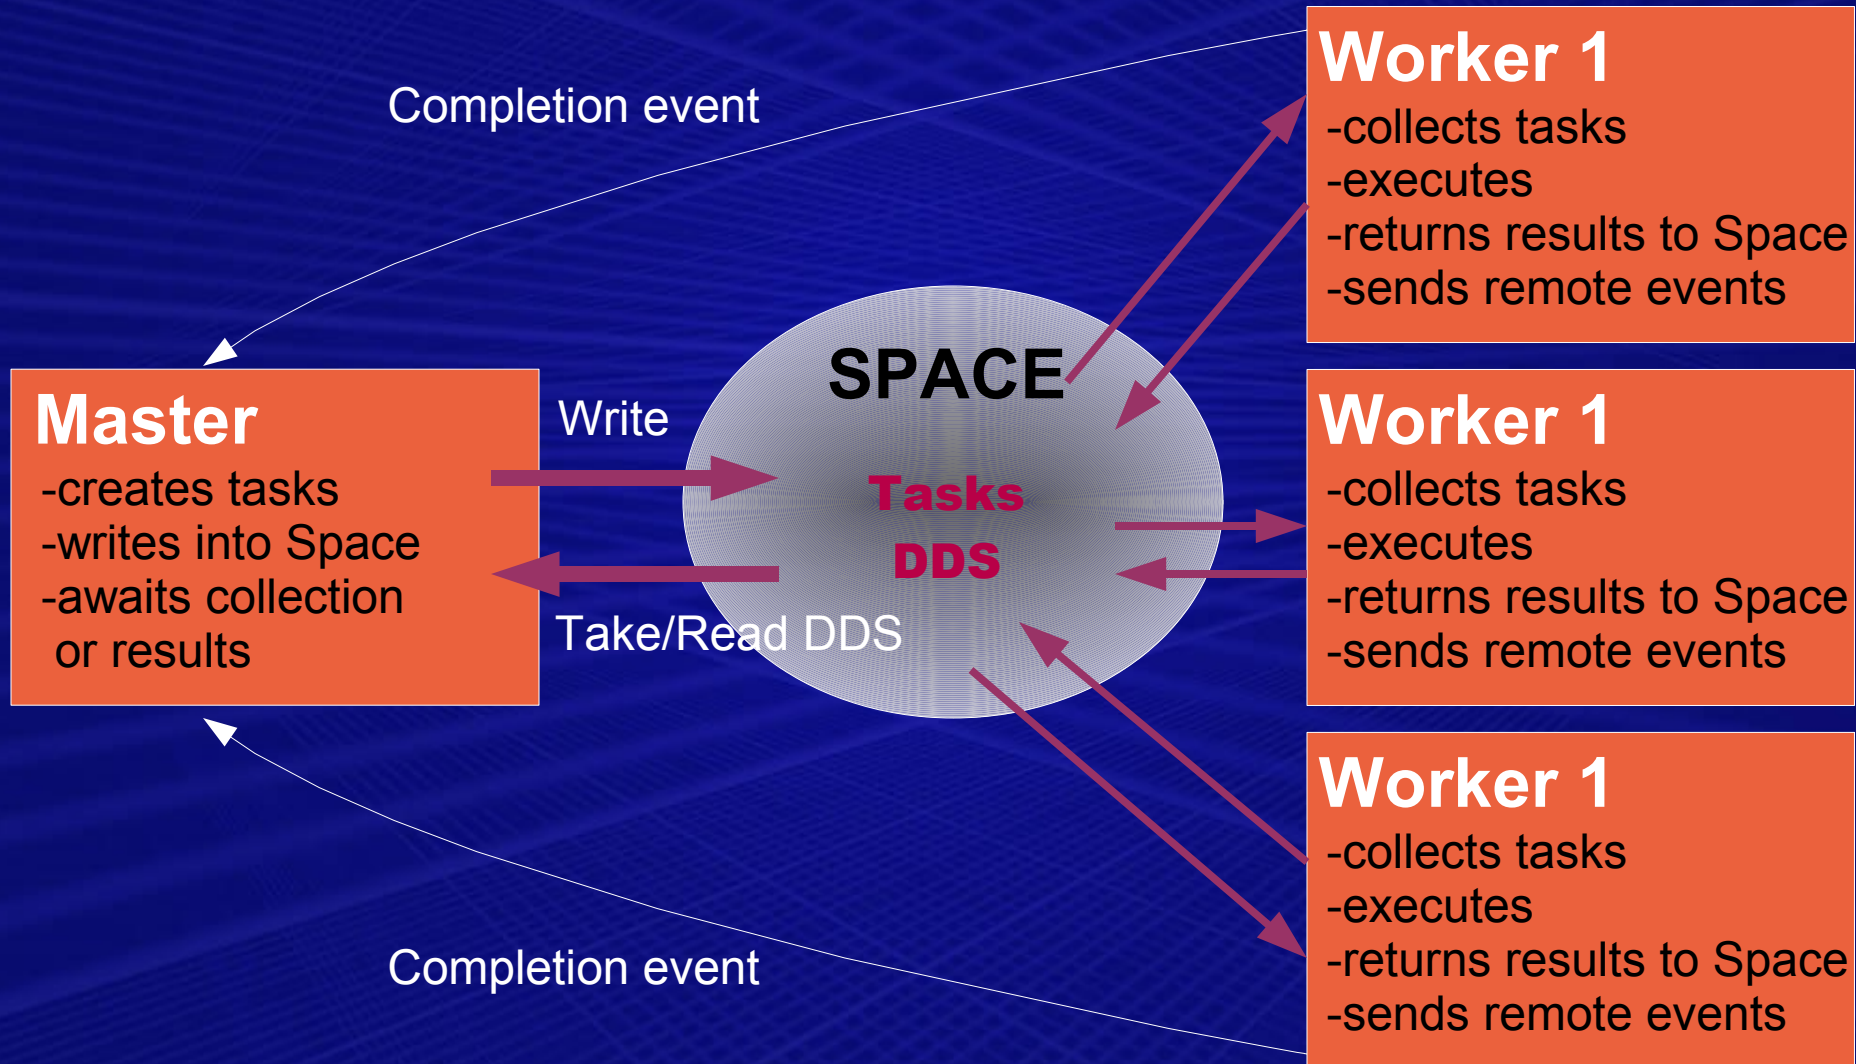 Completion event
Master
-creates tasks
-writes into Space
-awaits collection
or results
Write
Take/Read DDS
SPACE
Tasks
DDS
Completion event
Worker 1
-collects tasks
-executes
-returns results to Space
-sends remote events
Worker 1
-collects tasks
-executes
-returns results to Space
-sends remote events
Worker 1
-collects tasks
-executes
-returns results to Space
-sends remote events